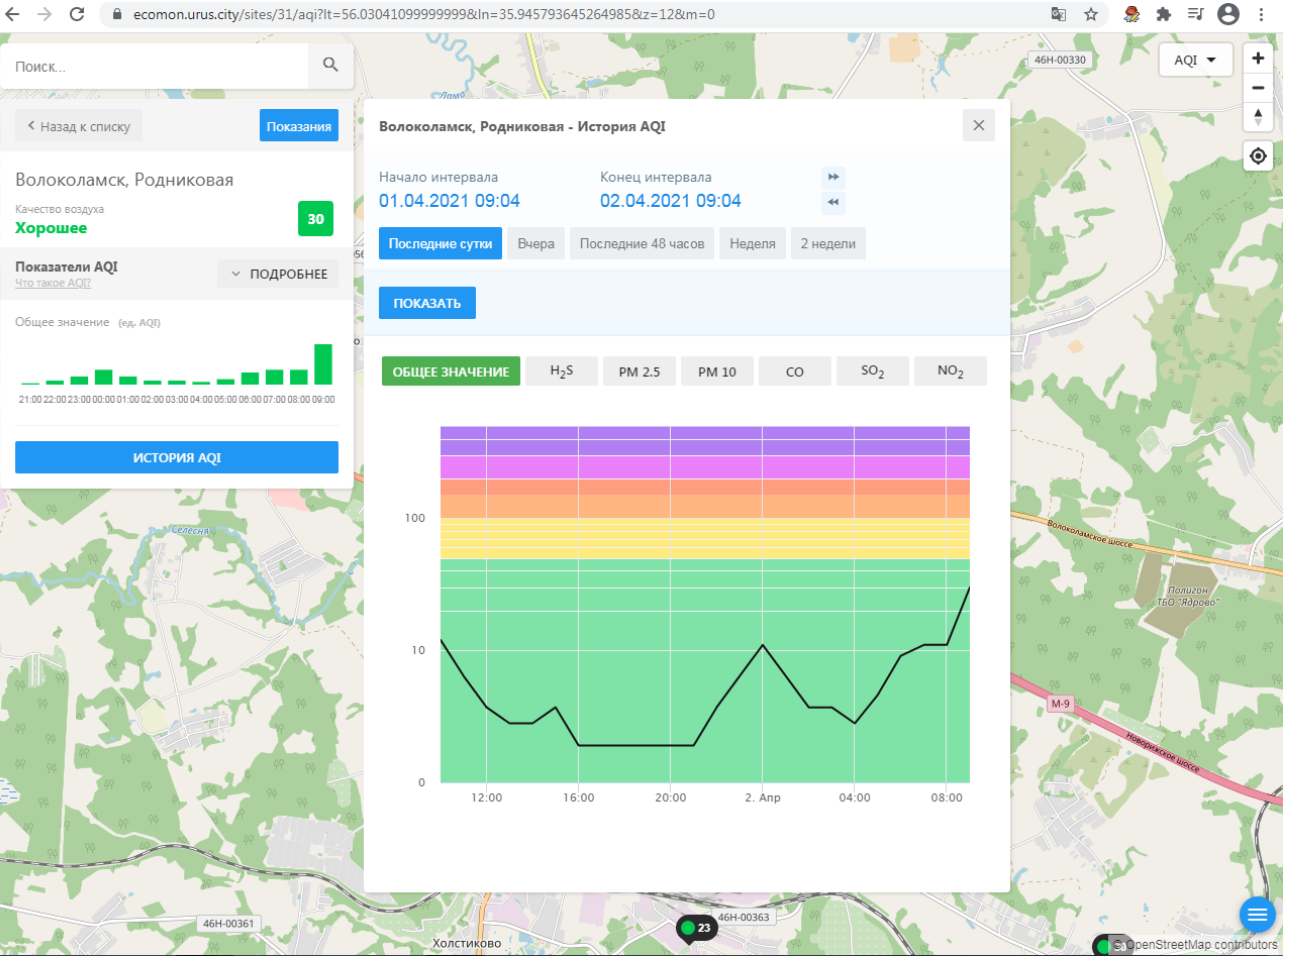 ecomon.urus.city/sites/31/aqi?lt=56.03041099999999&ln=35.945793645264985&z=12&m=0
Поиск...
Назад к списку
Показания
Волоколамск, Родниковая
Качество воздуха
Хорошее
30
Показатели AQI
Что такое AQI?
ПОДРОБНЕЕ
Общее значение (ед. AQI)
21:00 22:00 23:00 00:00 01:00 02:00 03:00 04:00 05:00 06:00 07:00 08:00 09:00
ИСТОРИЯ AQI
Волоколамск, Родниковая - История AQI
Начало интервала
Конец интервала
01.04.2021 09:04
02.04.2021 09:04
Последние сутки
Вчера
Последние 48 часов
Неделя
2 недели
ПОКАЗАТЬ
ОБЩЕЕ ЗНАЧЕНИЕ
H2S
PM 2.5
PM 10
CO
SO2
NO2
100
10
0
12:00 16:00 20:00 2. Апр 04:00 08:00
Лама
46Н-00330
AQI
Селесня
Волоколамское шоссе
Полигон
ТБО "Ядрово"
М-9
Новорижское шоссе
46Н-00361
Холстиково
23
46Н-00363
© OpenStreetMap contributors